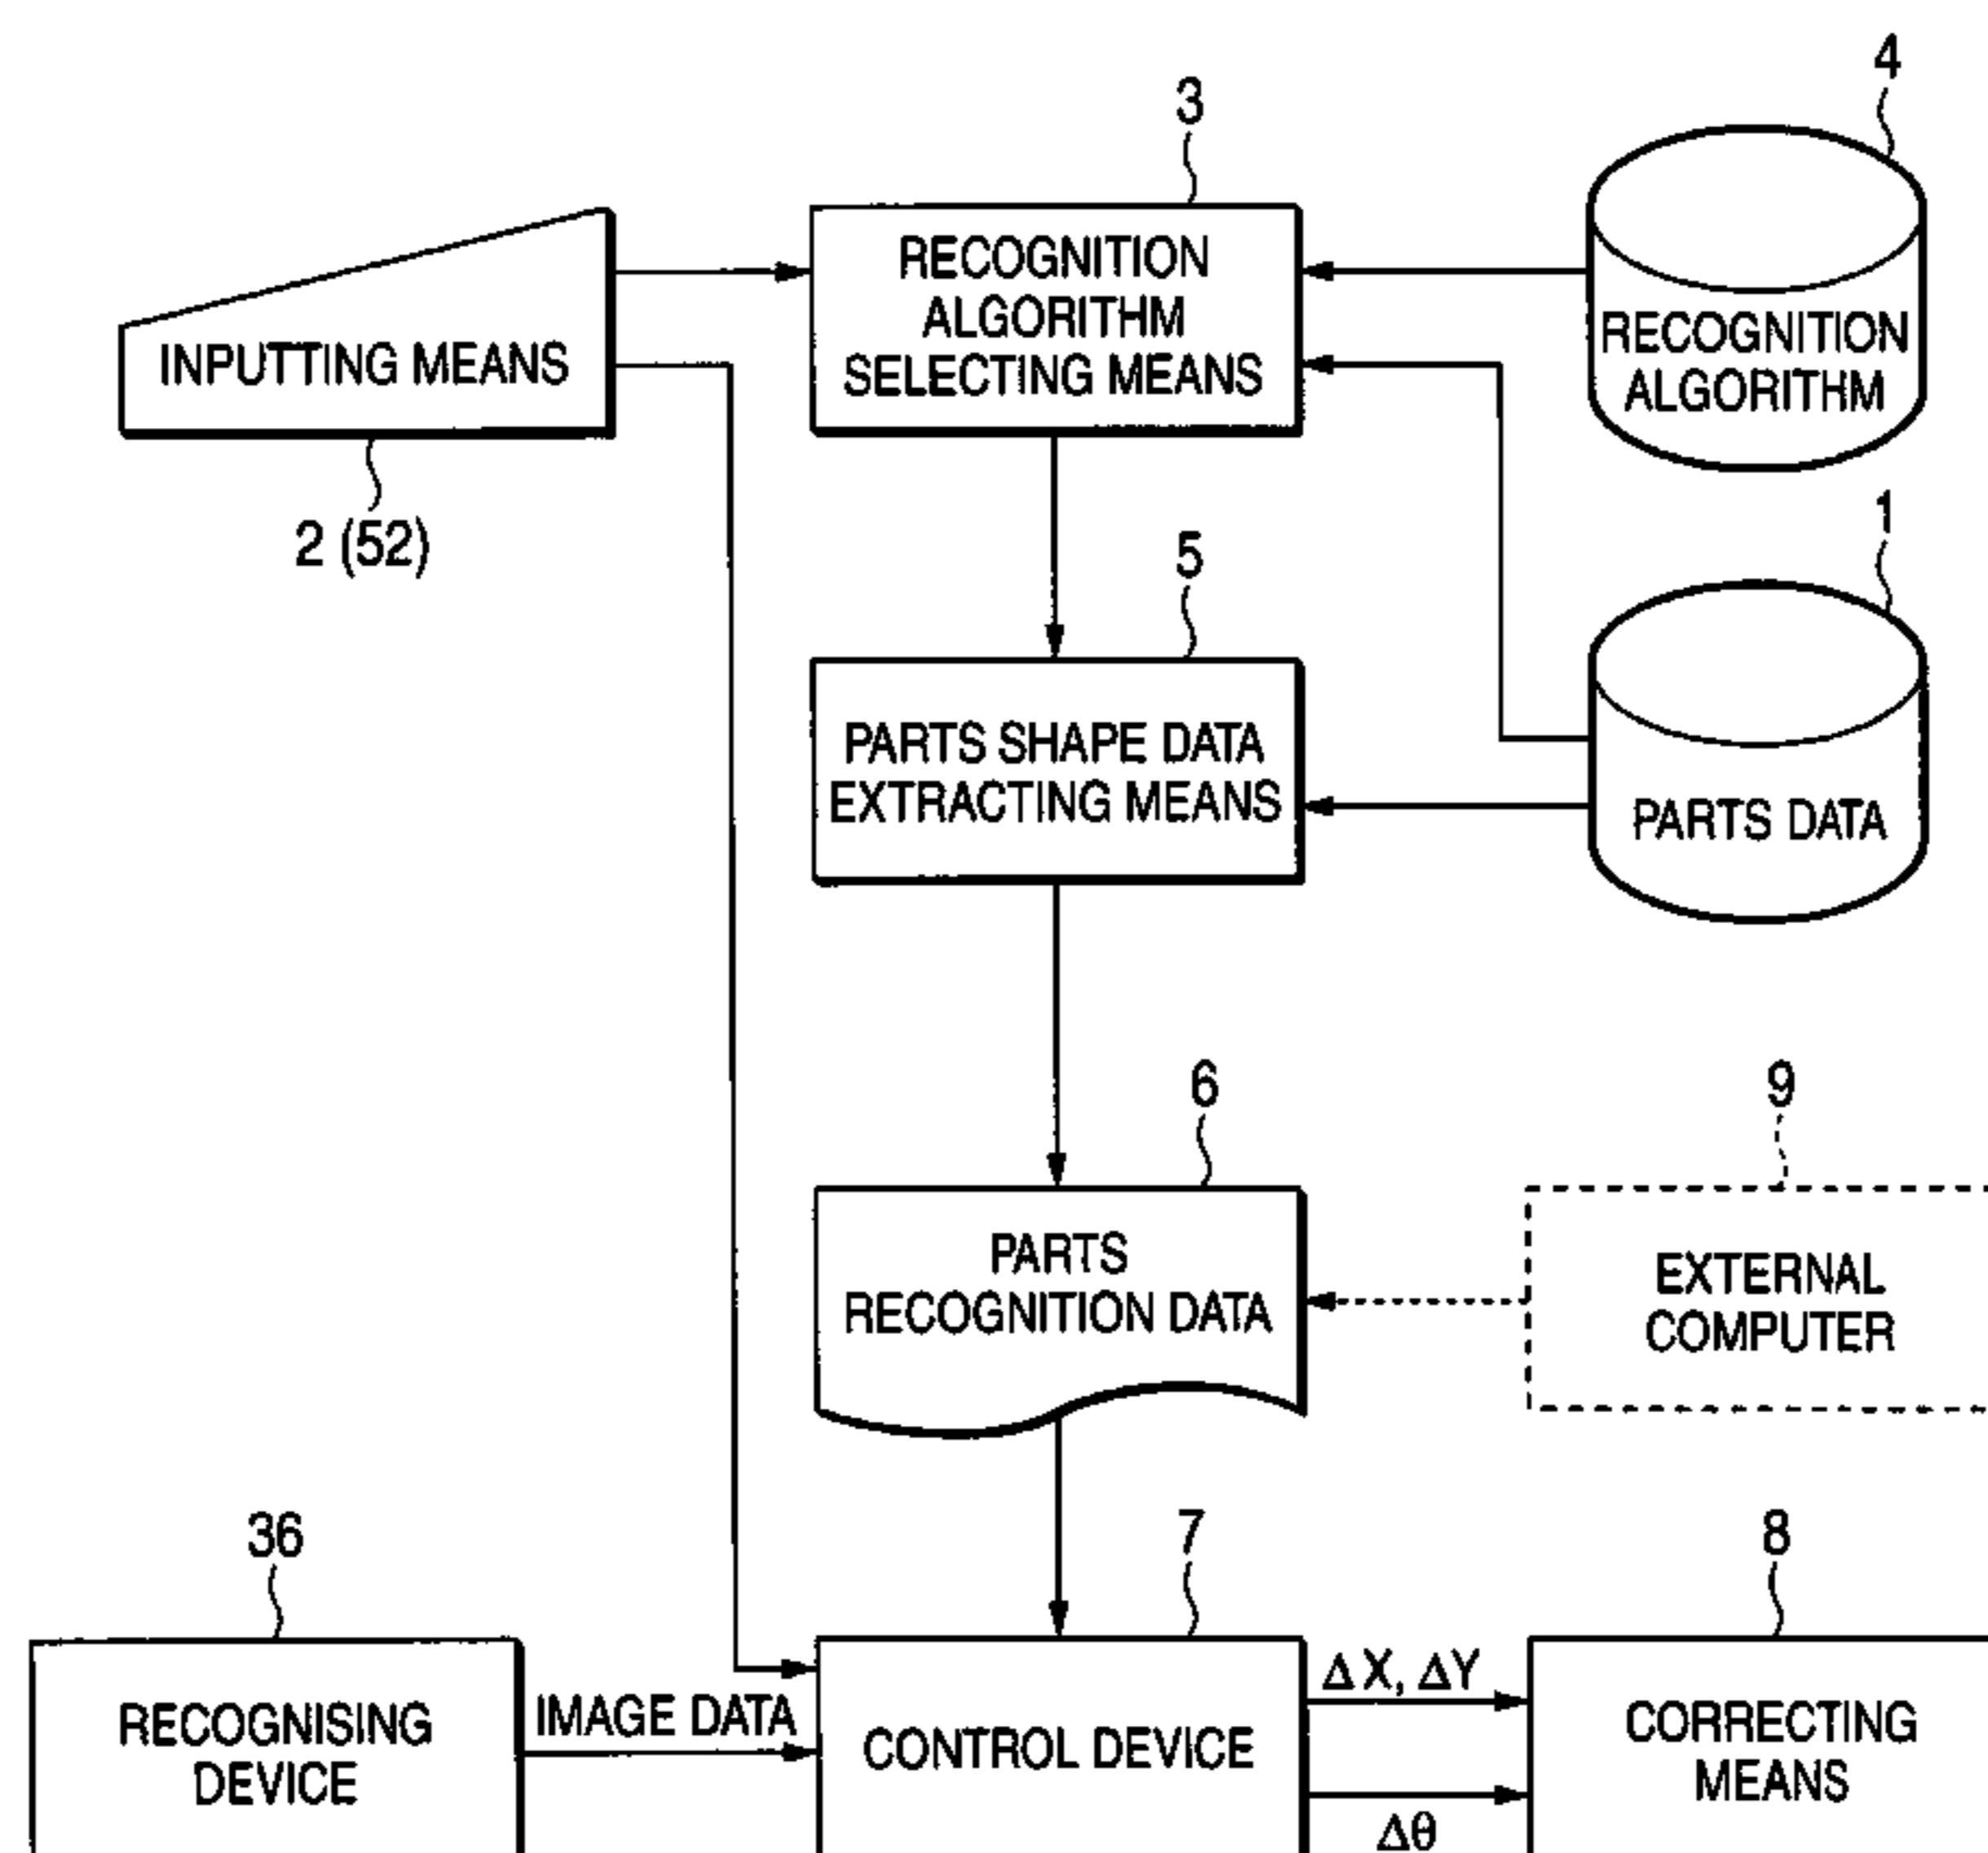 4
3
RECOGNITION
ALGORITHM
SELECTING MEANS
INPUTTING MEANS
RECOGNITION
ALGORITHM
2 (52)
1
5
PARTS SHAPE DATA
EXTRACTING MEANS
PARTS DATA
6
9
PARTS
RECOGNITION DATA
EXTERNAL
COMPUTER
36
7
8
RECOGNISING
DEVICE
IMAGE DATA
CONTROL DEVICE
ΔX, ΔY
Δθ
CORRECTING
MEANS